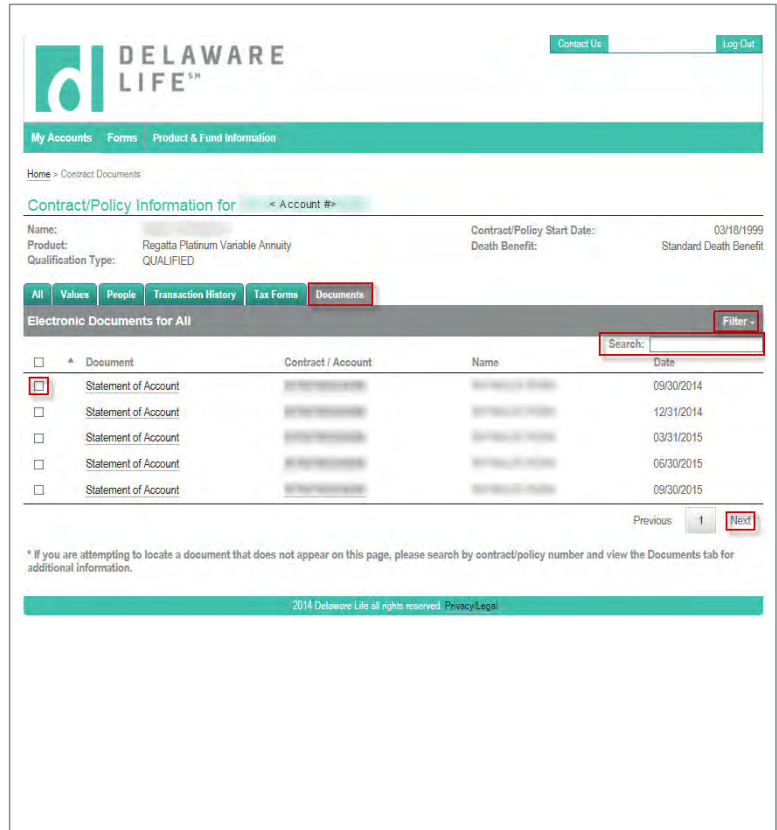 Contact Us
Log Out
DELAWARE
LIFE℠
My Accounts Forms Product & Fund Information
Home > Contract Documents
Contract/Policy Information for < Account #>
Name: Contract/Policy Start Date: 03/18/1999
Product: Regatta Platinum Variable Annuity Death Benefit: Standard Death Benefit
Qualification Type: QUALIFIED
All Values People Transaction History Tax Forms Documents
Electronic Documents for All Filter
Search:
Document Contract / Account Name Date
Statement of Account 09/30/2014
Statement of Account 12/31/2014
Statement of Account 03/31/2015
Statement of Account 06/30/2015
Statement of Account 09/30/2015
Previous 1 Next
* If you are attempting to locate a document that does not appear on this page, please search by contract/policy number and view the Documents tab for
additional information.
2014 Delaware Life all rights reserved Privacy/Legal